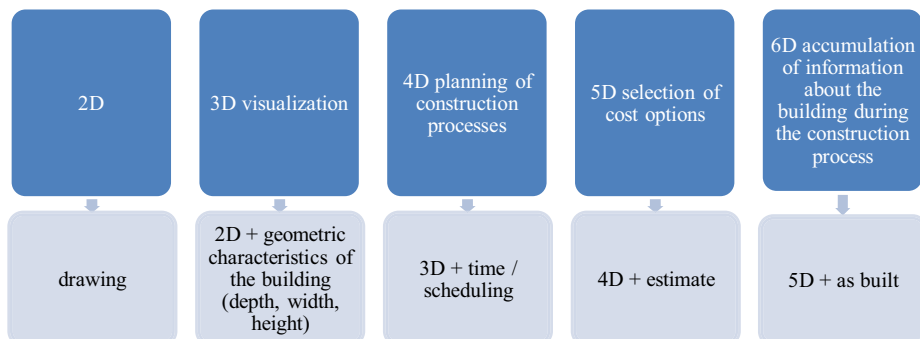 2D
3D visualization
4D planning of
construction
processes
5D selection of
cost options
6D accumulation
of information
about the
building during
the construction
process
drawing
2D + geometric
characteristics of
the building
(depth, width,
height)
3D + time /
scheduling
4D + estimate
5D + as built